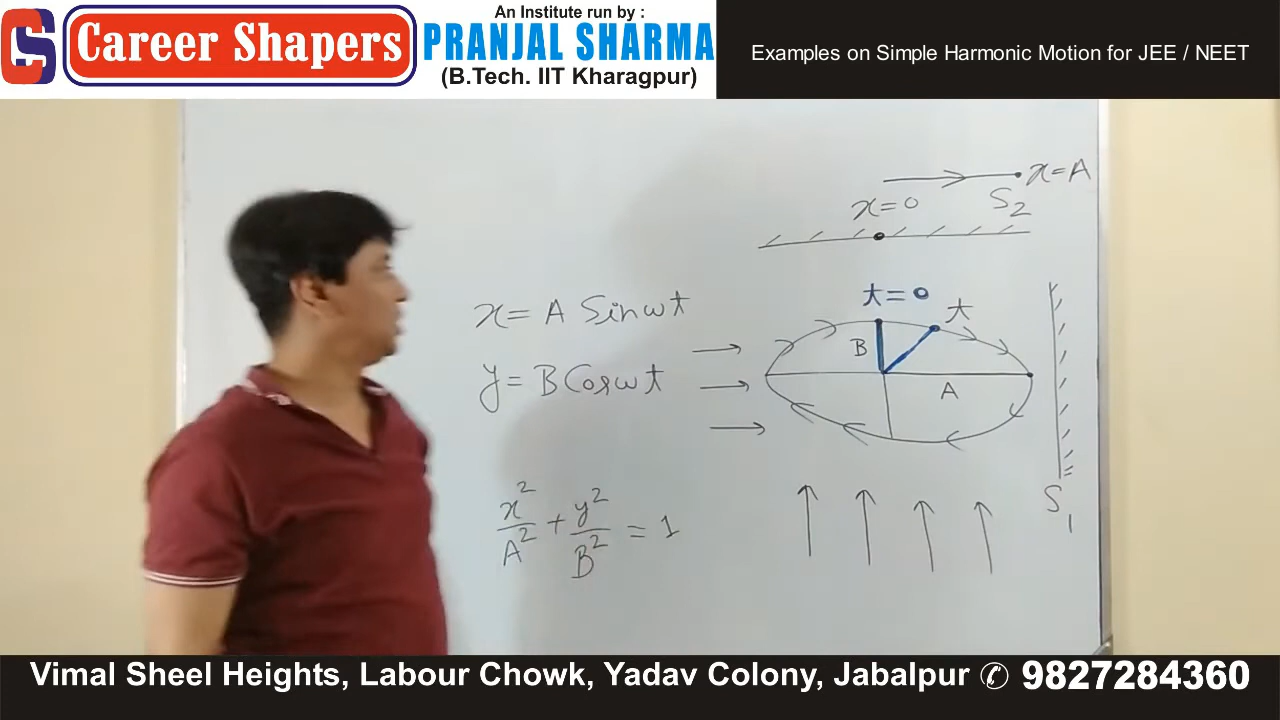 An Institute run by :
Career Shapers
PRANJAL SHARMA
(B.Tech. IIT Kharagpur)
Examples on Simple Harmonic Motion for JEE / NEET
x=A
S2
x=0
t=0
t
x= A Sinωt
B
y= BCosωt
A
x²/A² + y²/B² = 1
S1
Vimal Sheel Heights, Labour Chowk, Yadav Colony, Jabalpur ✆ 9827284360